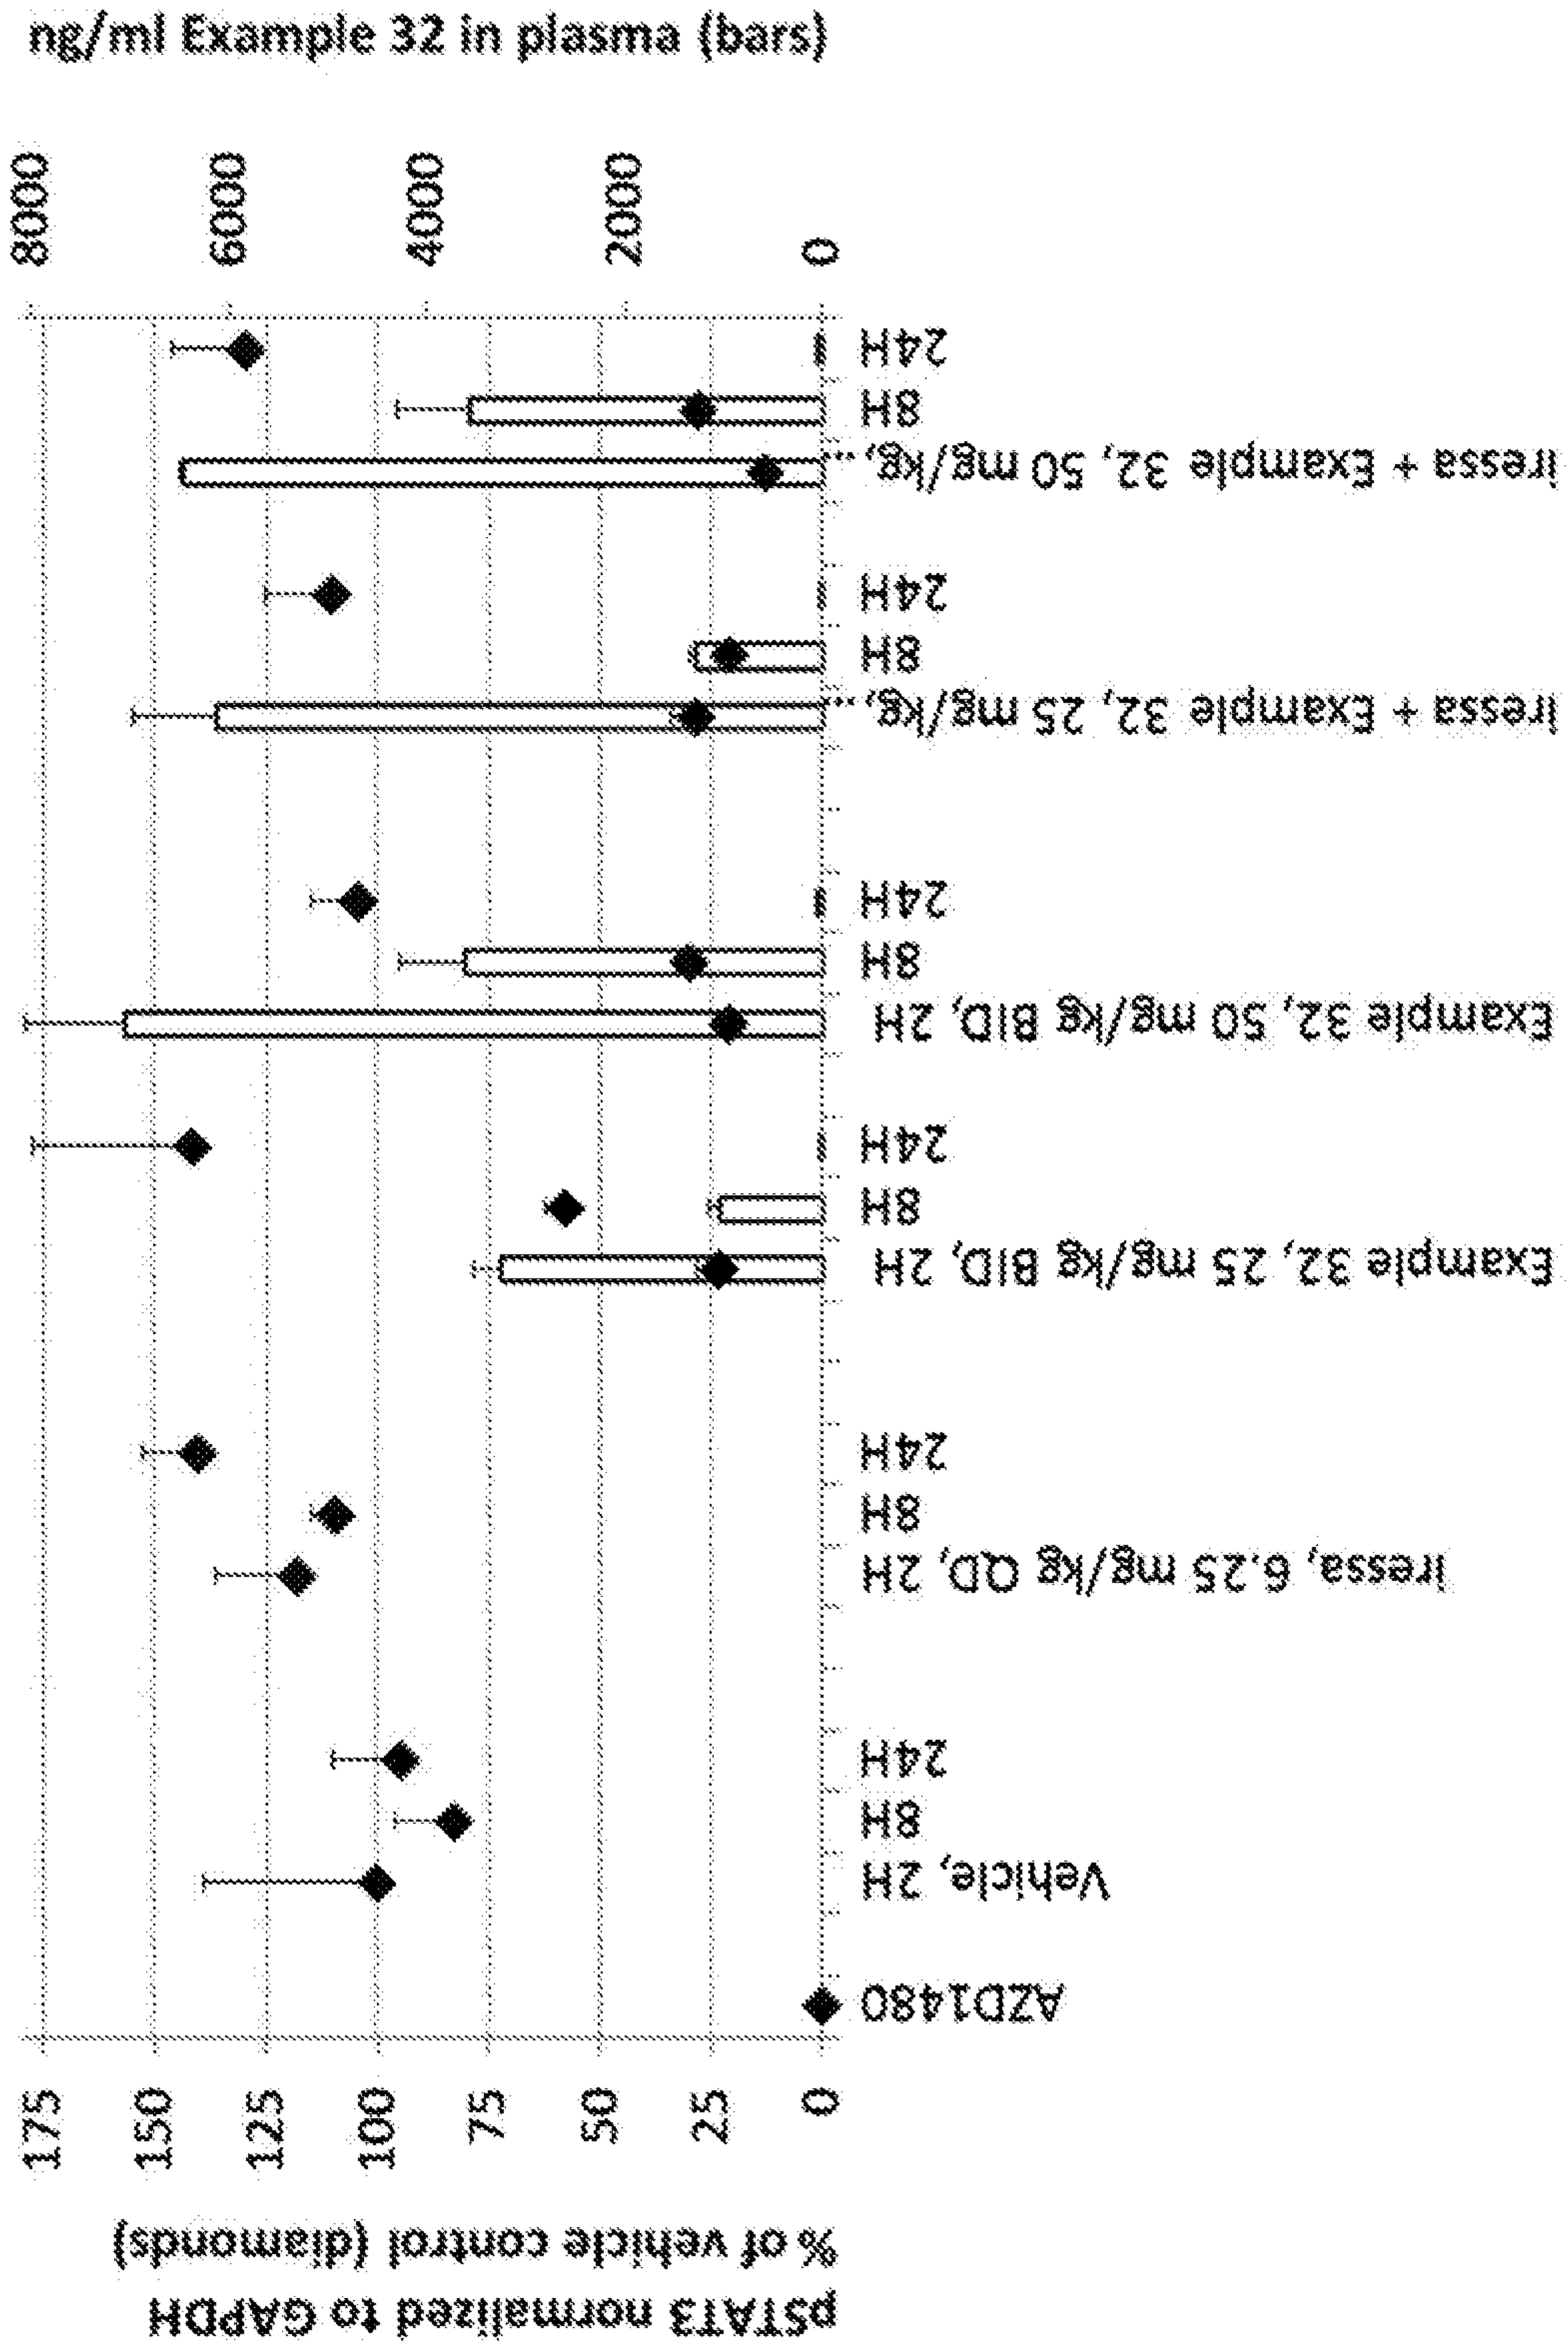 pSTAT3 normalized to GAPDH
% of vehicle control (diamonds)
175
150
125
100
75
50
25
0
AZD1480
Vehicle, 2H
8H
24H
iressa, 6.25 mg/kg QD, 2H
8H
24H
Example 32, 25 mg/kg BID, 2H
8H
24H
Example 32, 50 mg/kg BID, 2H
8H
24H
iressa + Example 32, 25 mg/kg,...
8H
24H
iressa + Example 32, 50 mg/kg,...
8H
24H
8000
6000
4000
2000
0
ng/ml Example 32 in plasma (bars)